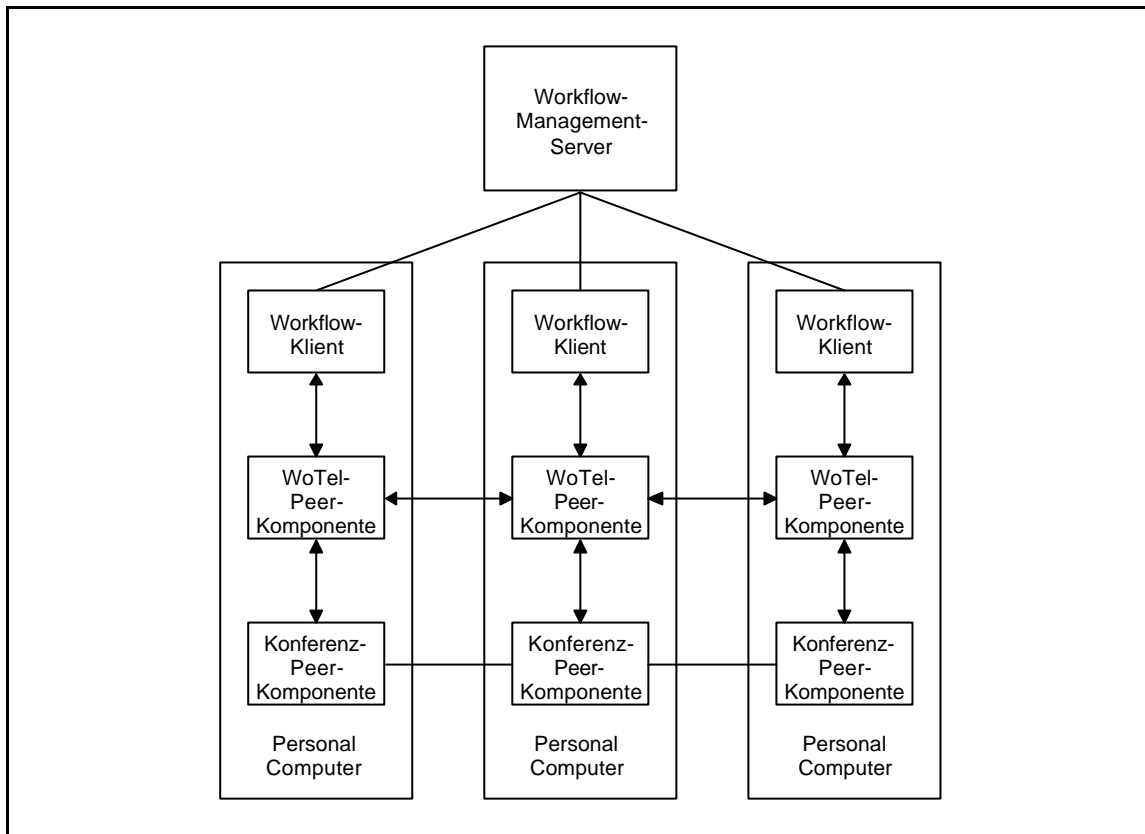 Workflow-
Management-
Server
Workflow-
Klient
Workflow-
Klient
Workflow-
Klient
WoTel-
Peer-
Komponente
WoTel-
Peer-
Komponente
WoTel-
Peer-
Komponente
Konferenz-
Peer-
Komponente
Konferenz-
Peer-
Komponente
Konferenz-
Peer-
Komponente
Personal
Computer
Personal
Computer
Personal
Computer